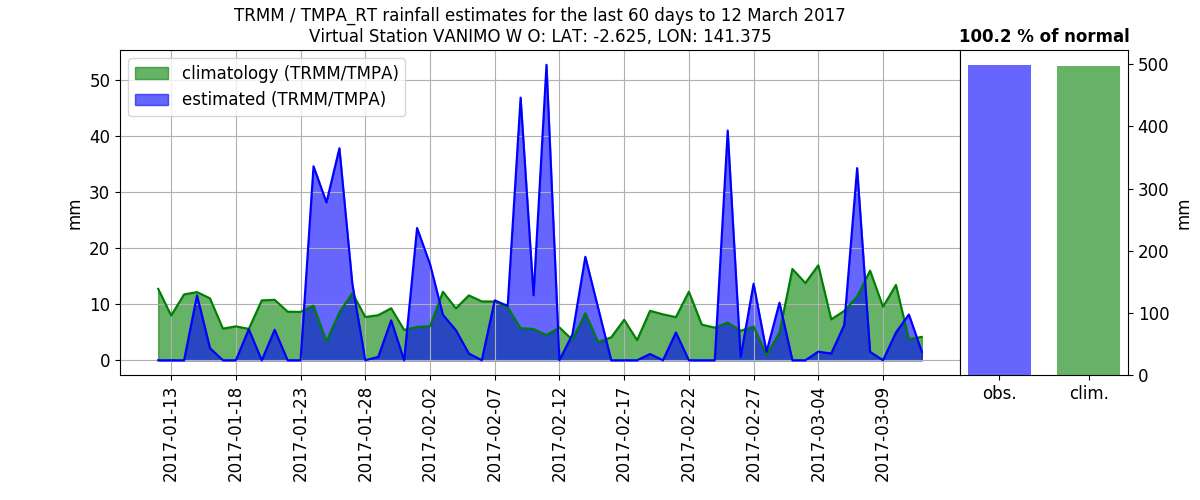 TRMM / TMPA_RT rainfall estimates for the last 60 days to 12 March 2017
Virtual Station VANIMO W O: LAT: -2.625, LON: 141.375
100.2 % of normal
climatology (TRMM/TMPA)
estimated (TRMM/TMPA)
50
40
30
20
10
0
mm
2017-01-13
2017-01-18
2017-01-23
2017-01-28
2017-02-02
2017-02-07
2017-02-12
2017-02-17
2017-02-22
2017-02-27
2017-03-04
2017-03-09
500
400
300
200
100
0
mm
obs.
clim.